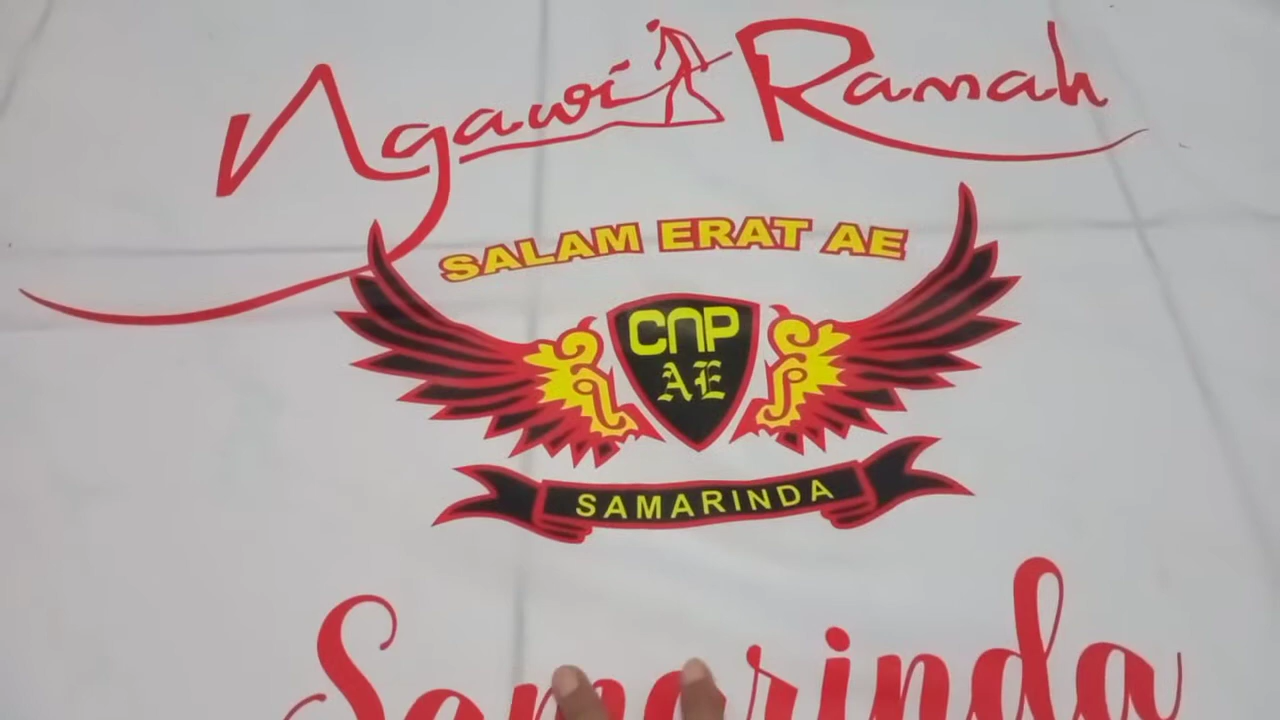 Ngawi Ramah
SALAM ERAT AE
CNP
AE
SAMARINDA
Samarinda